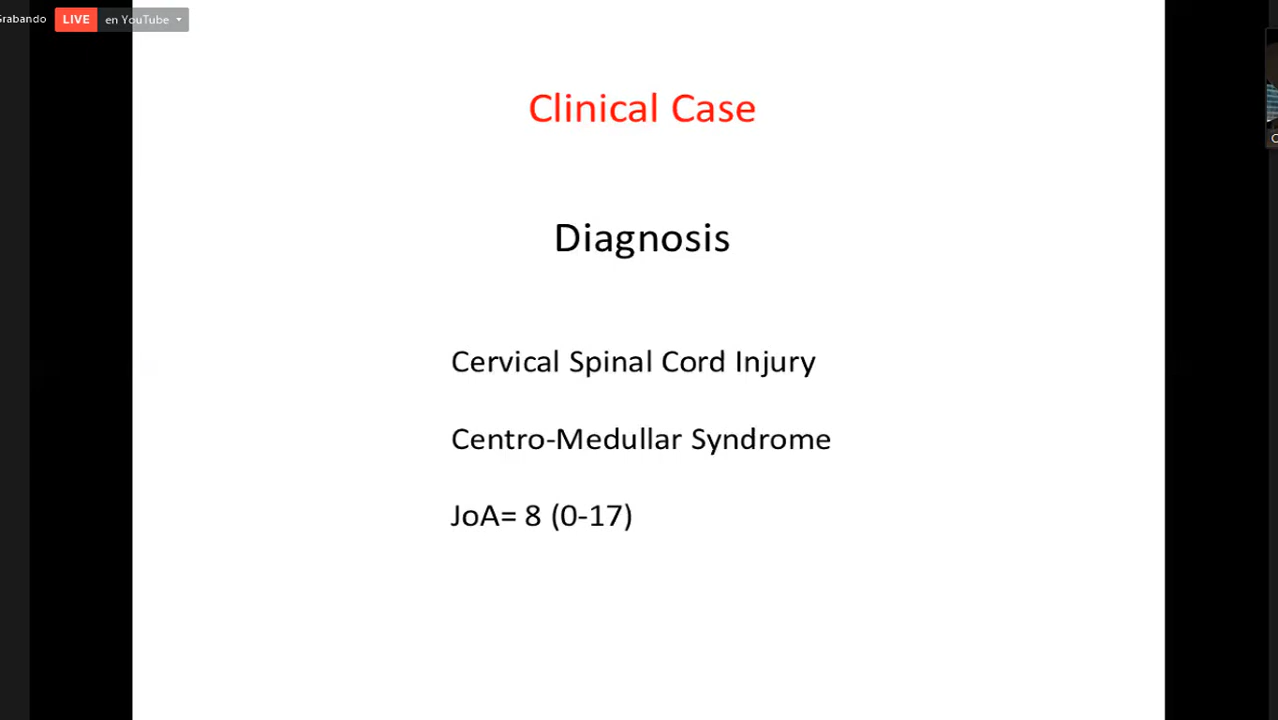 Grabando LIVE en YouTube
Clinical Case
Diagnosis
Cervical Spinal Cord Injury
Centro-Medullar Syndrome
JoA= 8 (0-17)